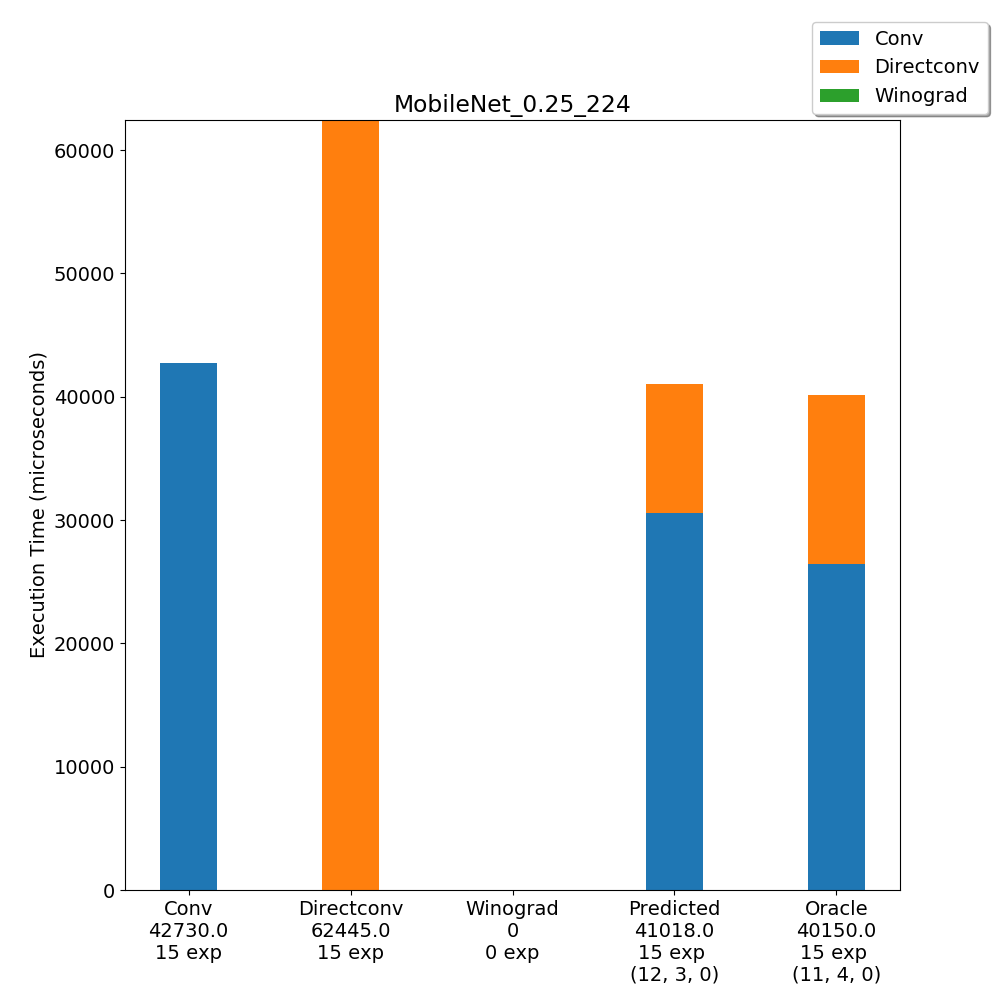 Conv
Directconv
Winograd
MobileNet_0.25_224
Execution Time (microseconds)
60000
50000
40000
30000
20000
10000
0
Conv
42730.0
15 exp
Directconv
62445.0
15 exp
Winograd
0
0 exp
Predicted
41018.0
15 exp
(12, 3, 0)
Oracle
40150.0
15 exp
(11, 4, 0)